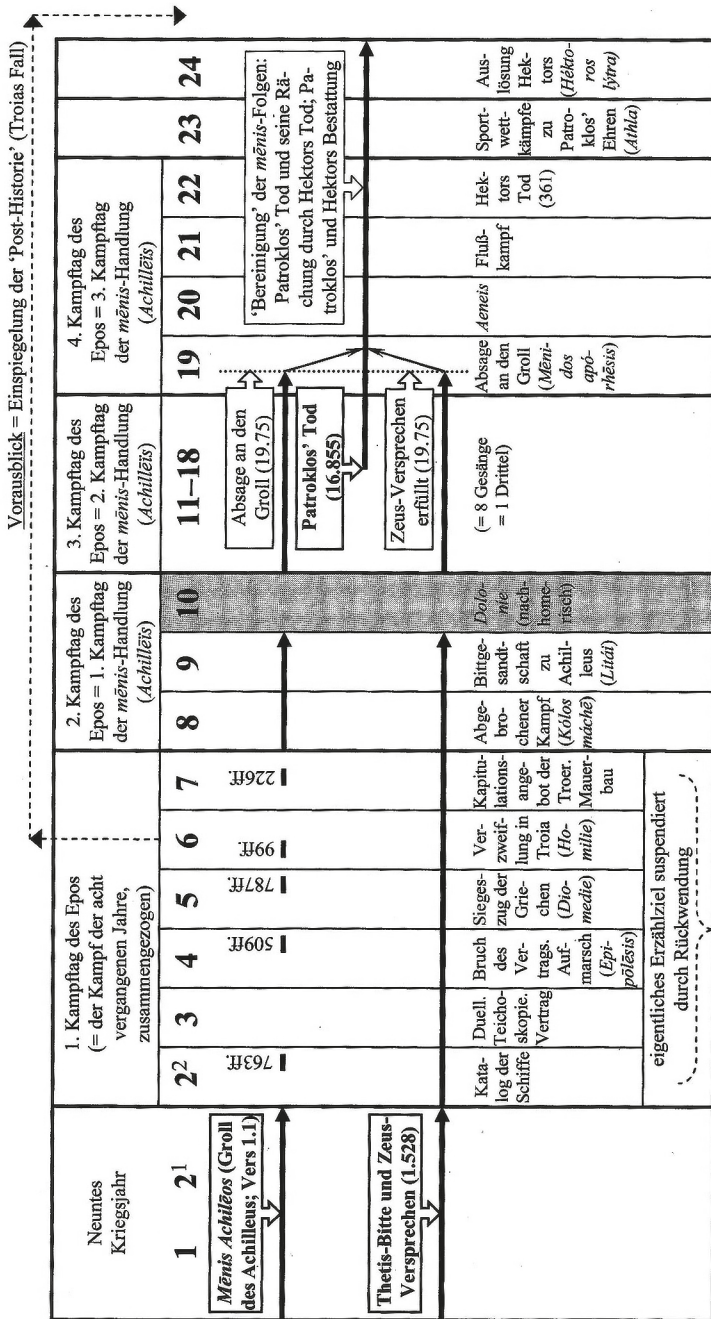 Vorausblick = Einspiegelung der ‘Post-Historie’ (Troias Fall)
Neuntes
Kriegsjahr
1. Kampftag des Epos
(= der Kampf der acht
vergangenen Jahre,
zusammengezogen)
2. Kampftag des
Epos = 1. Kampftag
der mēnis-Handlung
(Achillëis)
3. Kampftag des
Epos = 2. Kampftag
der mēnis-Handlung
(Achillëis)
4. Kampftag des
Epos = 3. Kampftag
der mēnis-Handlung
(Achillëis)
1 2¹ 2² 3 4 5 6 7 8 9 10 11–18 19 20 21 22 23 24
Mēnis Achilēos (Groll
des Achilleus; Vers 1.1)
763ff.
509ff.
787ff.
99ff.
226ff.
Absage an den
Groll (19.75)
Patroklos’ Tod
(16.855)
‘Bereinigung’ der mēnis-Folgen:
Patroklos’ Tod und seine Rä-
chung durch Hektors Tod; Pa-
troklos’ und Hektors Bestattung
Thetis-Bitte und Zeus-
Versprechen (1.528)
Zeus-Versprechen
erfüllt (19.75)
Kata-
log der
Schiffe
Duell.
Teicho-
skopie.
Vertrag
Bruch
des
Ver-
trags.
Auf-
marsch
(Epi-
pōlēsis)
Sieges-
zug der
Grie-
chen
(Dio-
medie)
Ver-
zweif-
lung in
Troia
(Ho-
milie)
Kapitu-
lations-
ange-
bot der
Troer.
Mauer-
bau
Abge-
bro-
chener
Kampf
(Kólos
máchē)
Bittge-
sandt-
schaft
zu
Achil-
leus
(Litái)
Dolo-
nie
(nach-
home-
risch)
(= 8 Gesänge
= 1 Drittel)
Absage
an den
Groll
(Mēni-
dos
apó-
rhēsis)
Aeneis
Fluß-
kampf
Hek-
tors
Tod
(361)
Sport-
wett-
kämpfe
zu
Patro-
klos’
Ehren
(Athla)
Aus-
lösung
Hek-
tors
(Hékto-
ros
lýtra)
eigentliches Erzählziel suspendiert
durch Rückwendung